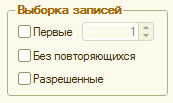 Выборка записей
Первые 1
Без повторяющихся
Разрешенные